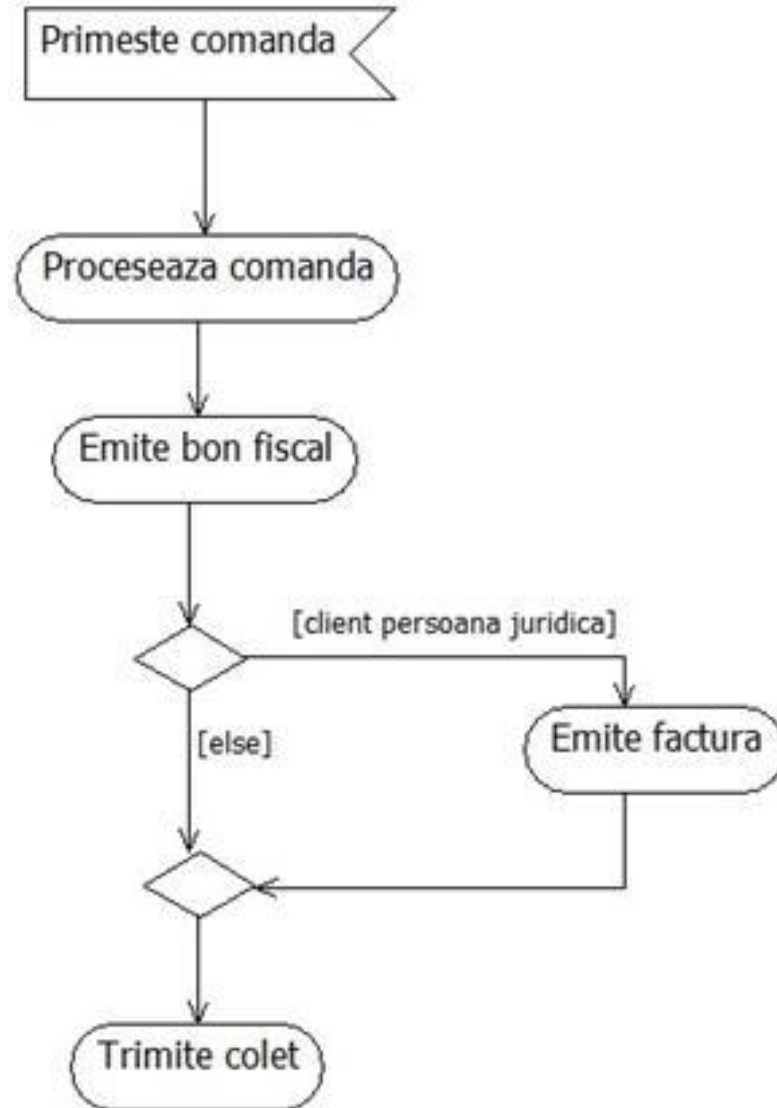 Primeste comanda
Proceseaza comanda
Emite bon fiscal
[client persoana juridica]
[else]
Emite factura
Trimite colet